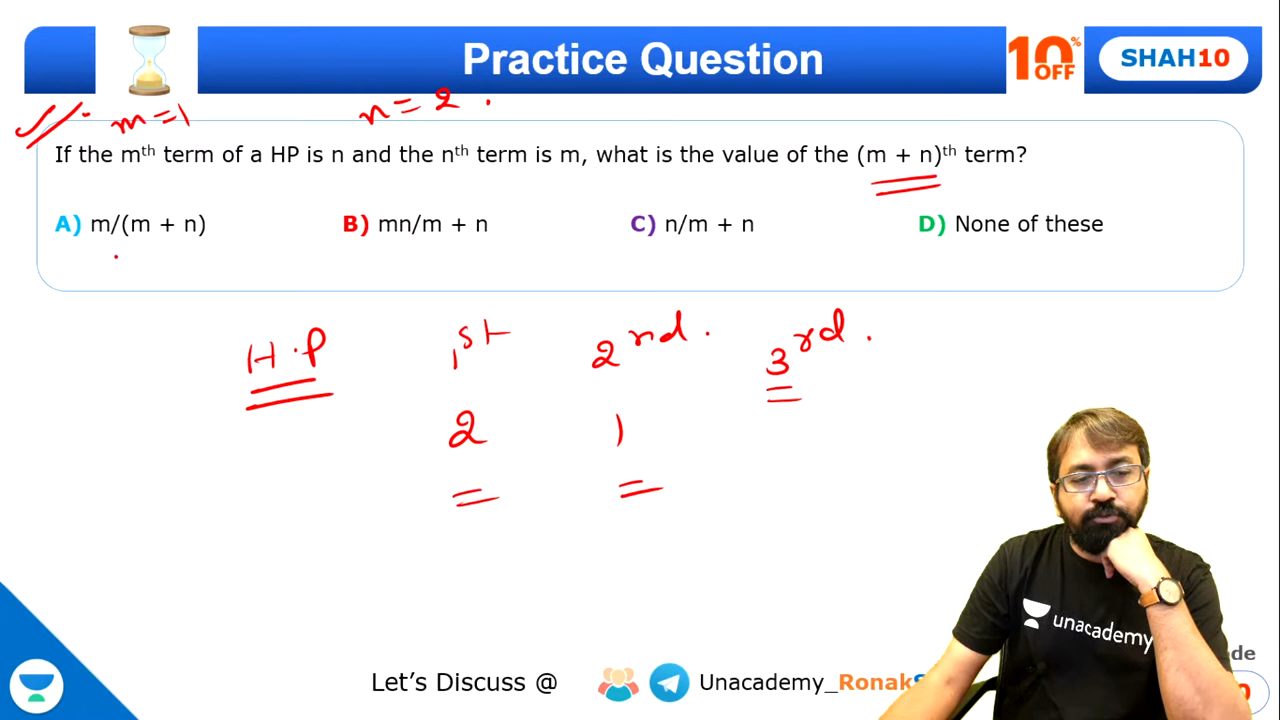 Practice Question
10% OFF
SHAH10
m = 1
n = 2 .
If the mth term of a HP is n and the nth term is m, what is the value of the (m + n)th term?
A) m/(m + n)
B) mn/m + n
C) n/m + n
D) None of these
H.P 1st 2nd. 3rd.
2 1
unacademy
Let's Discuss @
Unacademy_Ronak